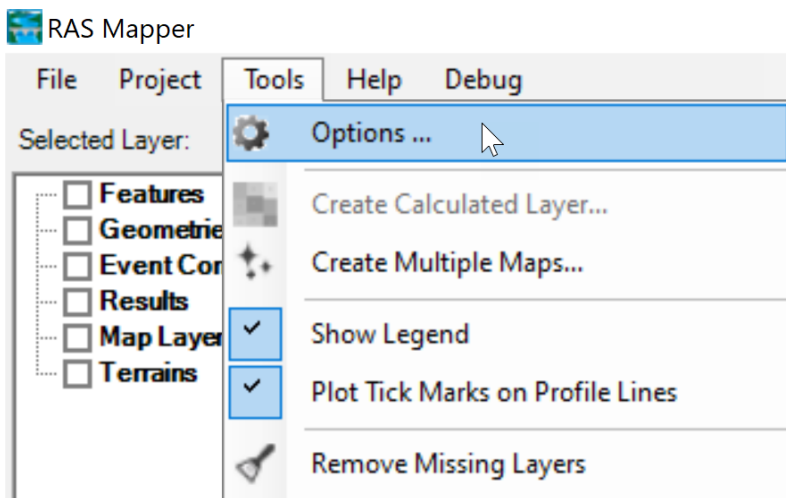 RAS Mapper
File Project Tools Help Debug
Selected Layer:
Options ...
Create Calculated Layer...
Create Multiple Maps...
Show Legend
Plot Tick Marks on Profile Lines
Remove Missing Layers
Features
Geometrie
Event Cor
Results
Map Layer
Terrains